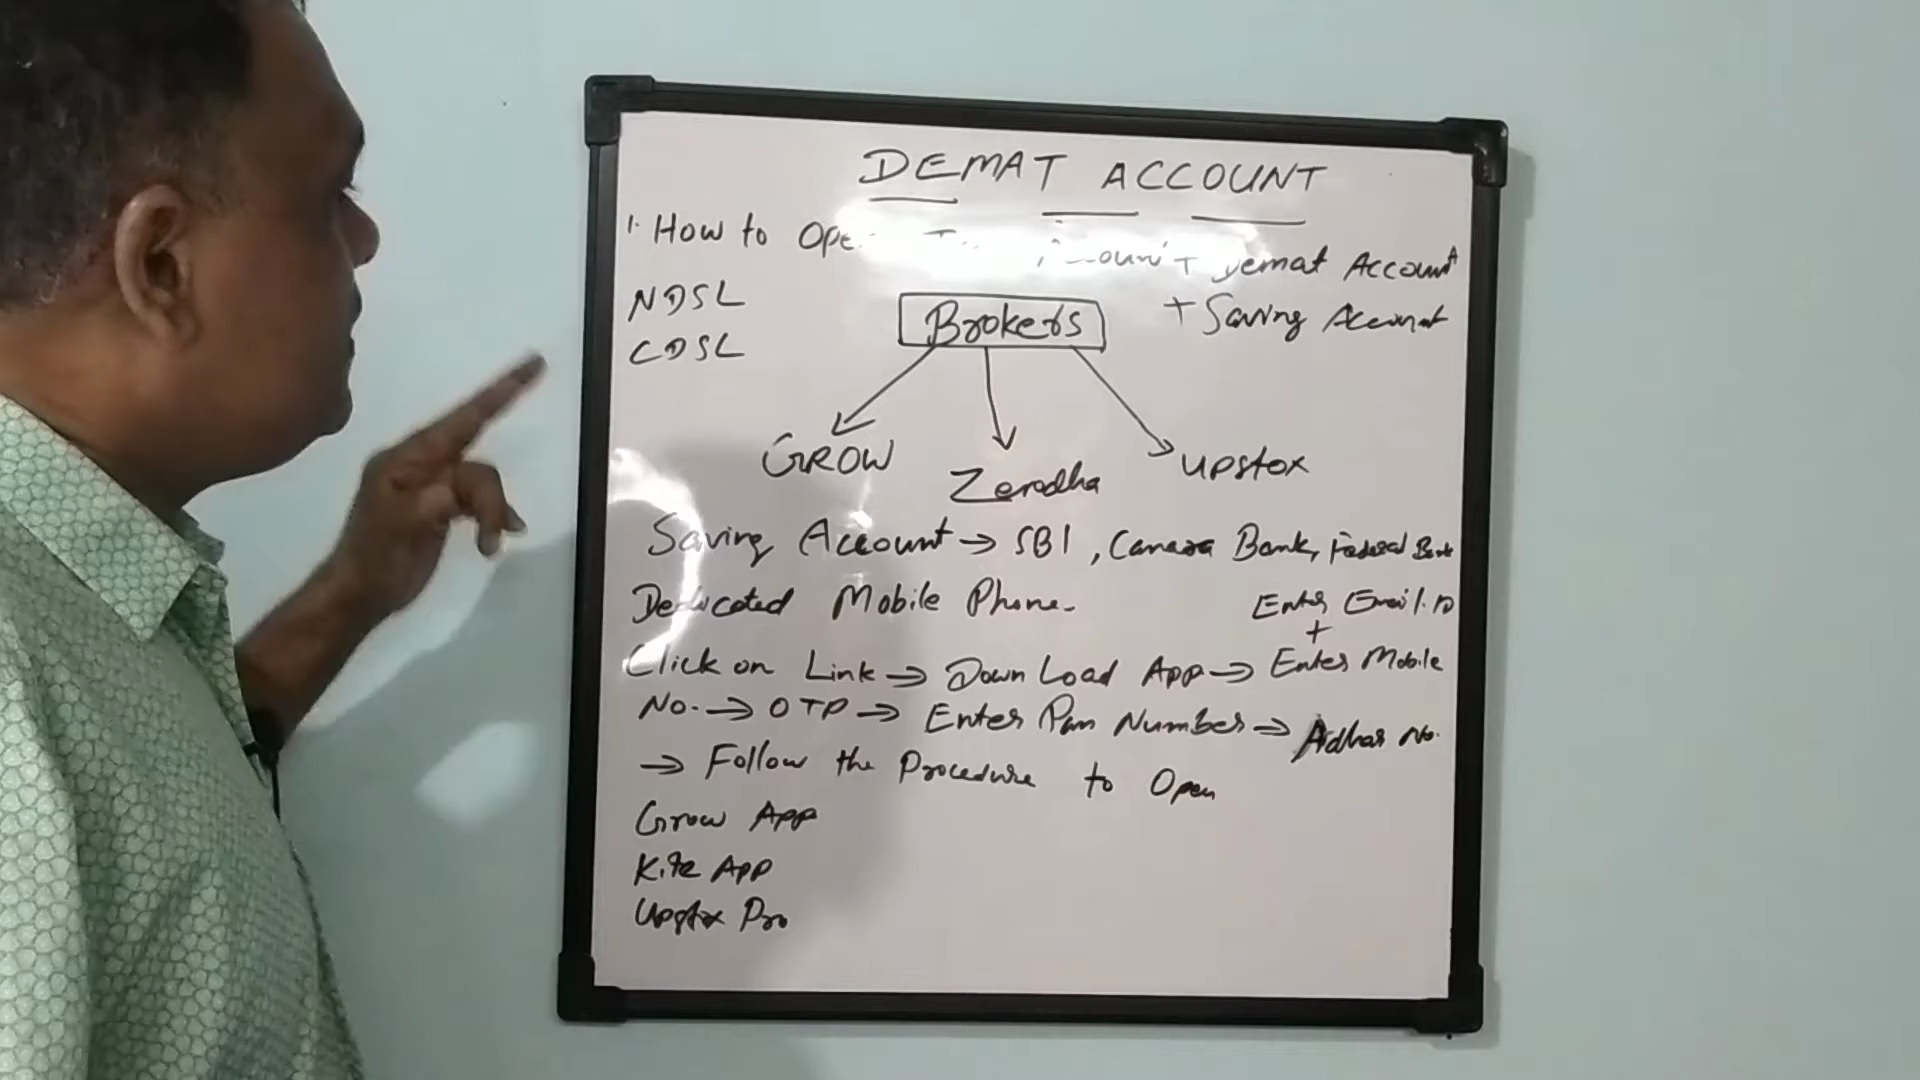 DEMAT ACCOUNT
1. How to Demat Account
+ Saving Account
NDSL
CDSL
Brokers
GROW
Zerodha
Upstox
Saving Account → SBI, Canara Bank, Federal Bank
Dedicated Mobile Phone.
Enter Email.ID
+
Click on Link → Down Load App → Enter Mobile
No. → OTP → Enter Pan Number → Adhar No.
→ Follow the Procedure to Open
Grow App
Kite App
Upstox Pro